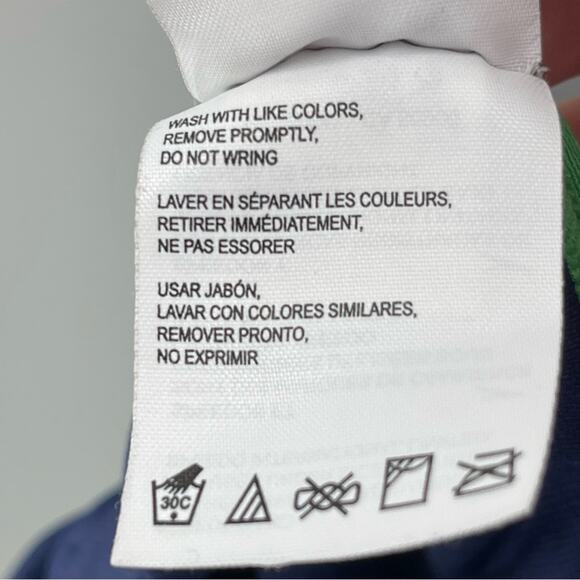 WASH WITH LIKE COLORS,
REMOVE PROMPTLY,
DO NOT WRING
LAVER EN SÉPARANT LES COULEURS,
RETIRER IMMÉDIATEMENT,
NE PAS ESSORER
USAR JABÓN,
LAVAR CON COLORES SIMILARES,
REMOVER PRONTO,
NO EXPRIMIR
30C